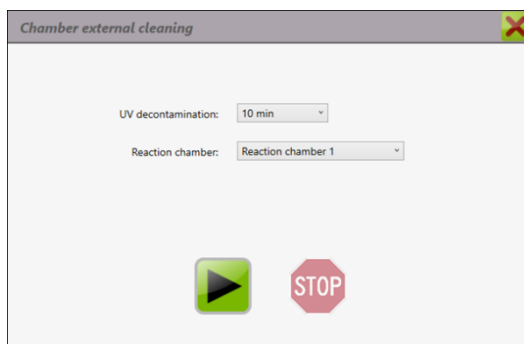 Chamber external cleaning
UV decontamination: 10 min
Reaction chamber: Reaction chamber 1
STOP